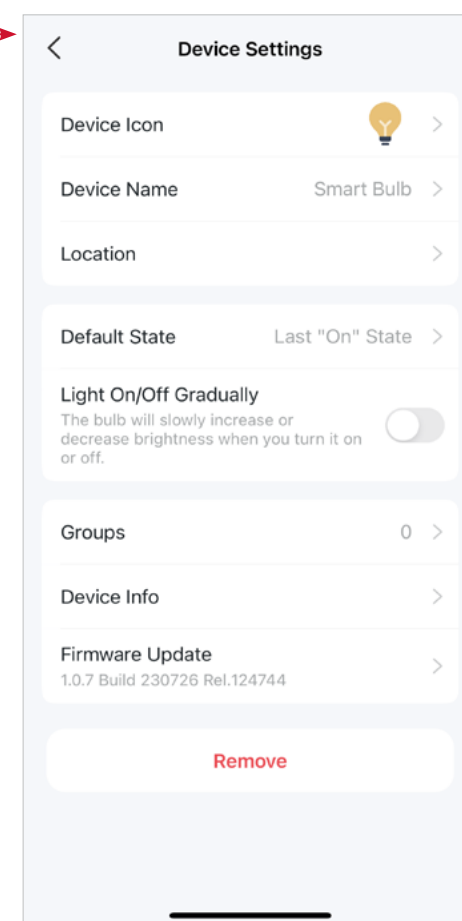 Device Settings
Device Icon
Device Name Smart Bulb
Location
Default State Last "On" State
Light On/Off Gradually
The bulb will slowly increase or
decrease brightness when you turn it on
or off.
Groups 0
Device Info
Firmware Update
1.0.7 Build 230726 Rel.124744
Remove